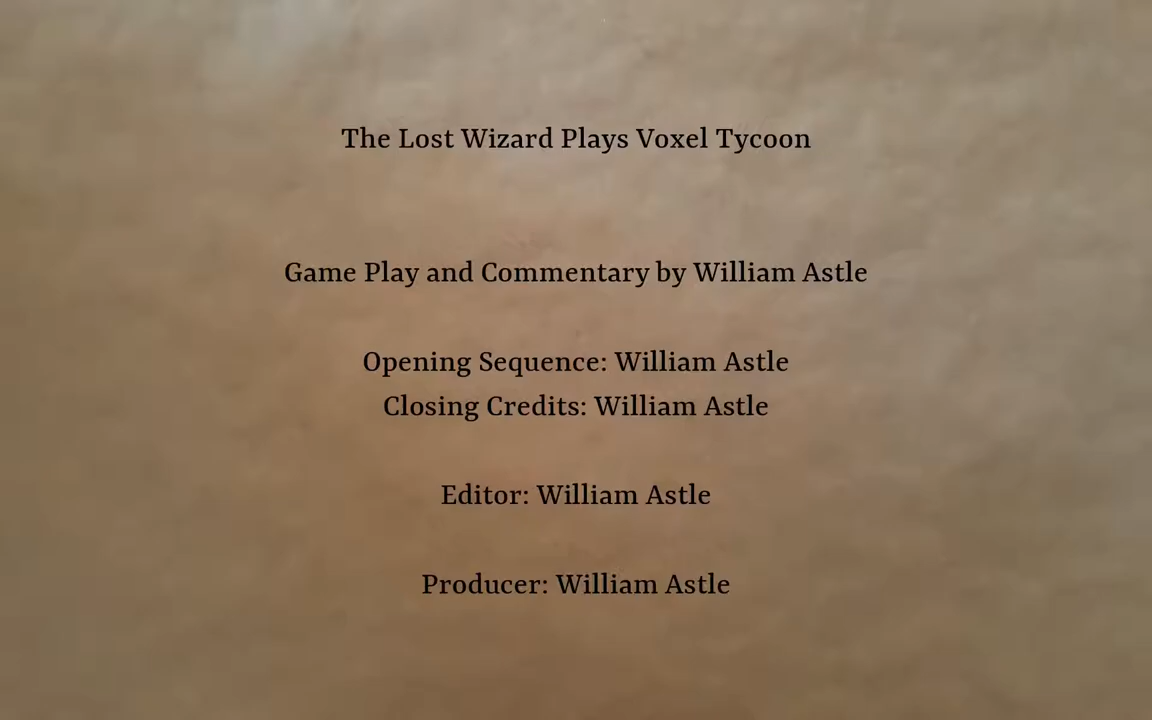 The Lost Wizard Plays Voxel Tycoon
Game Play and Commentary by William Astle
Opening Sequence: William Astle
Closing Credits: William Astle
Editor: William Astle
Producer: William Astle